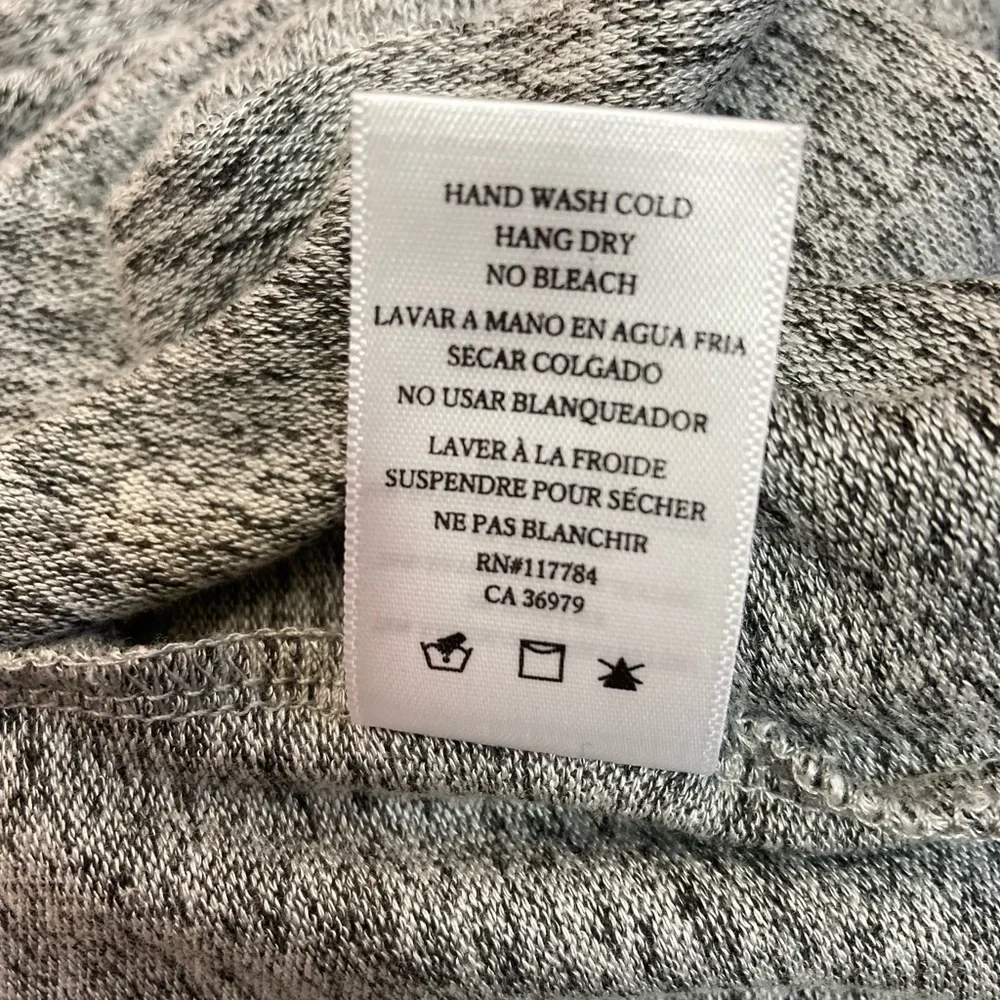 HAND WASH COLD
HANG DRY
NO BLEACH
LAVAR A MANO EN AGUA FRIA
SECAR COLGADO
NO USAR BLANQUEADOR
LAVER À LA FROIDE
SUSPENDRE POUR SÉCHER
NE PAS BLANCHIR
RN#117784
CA 36979